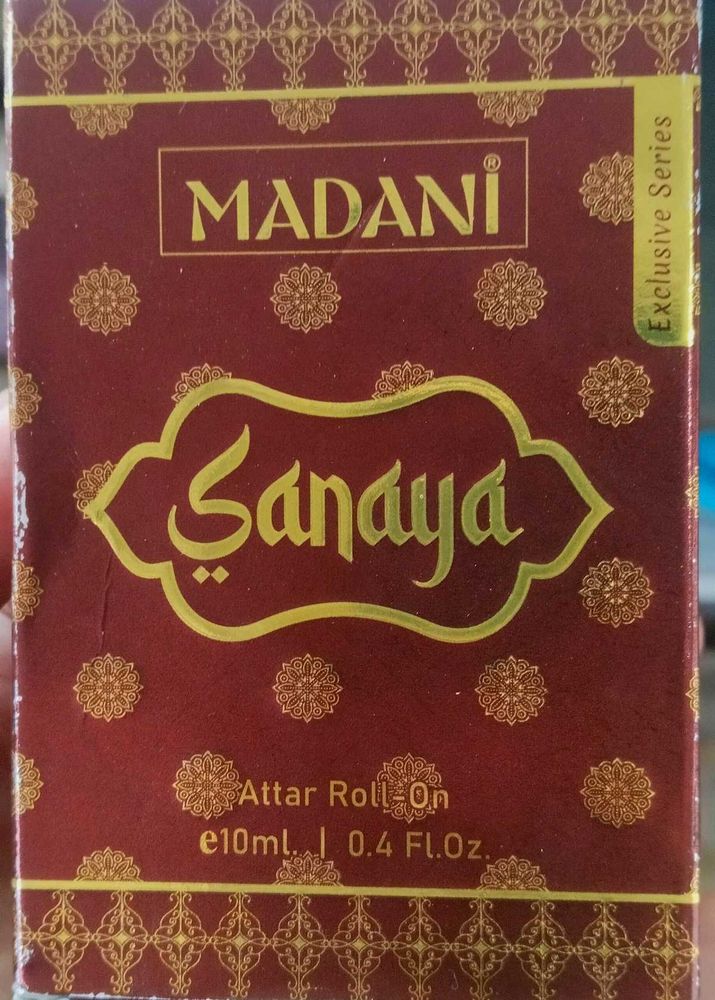 MADANİ®
Exclusive Series
Sanaya
Attar Roll-On
℮10ml. | 0.4 Fl.Oz.